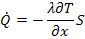 Q̇ = − λ∂T/∂x S